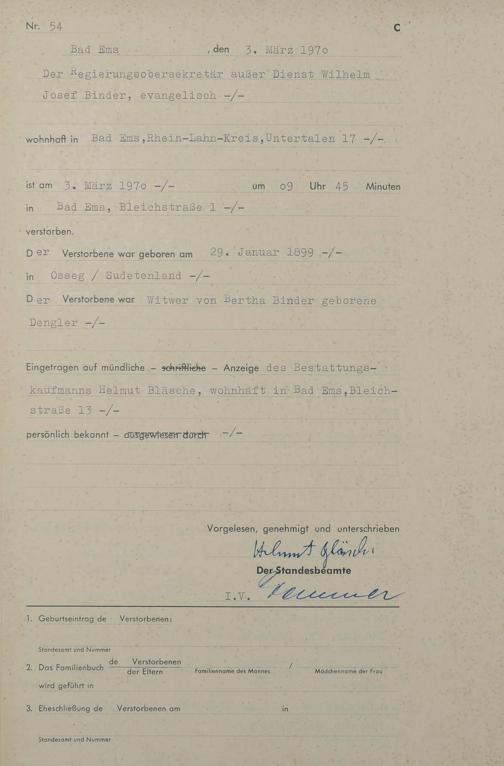 Nr. 54 C
Bad Ems , den 3. März 1970
Der Regierungsobersekretär außer Dienst Wilhelm
Josef Binder, evangelisch -/-
wohnhaft in Bad Ems,Rhein-Lahn-Kreis,Untertalen 17 -/-
ist am 3. März 1970 -/- um 09 Uhr 45 Minuten
in Bad Ems, Bleichstraße 1 -/-
verstorben.
Der Verstorbene war geboren am 29. Januar 1899 -/-
in Osseg / Sudetenland -/-
Der Verstorbene war Witwer von Bertha Binder geborene
Dengler -/-
Eingetragen auf mündliche – schriftliche – Anzeige des Bestattungs-
kaufmanns Helmut Bläsche, wohnhaft in Bad Ems,Bleich-
straße 13 -/-
persönlich bekannt – ausgewiesen durch -/-
Vorgelesen, genehmigt und unterschrieben
Helmut Bläsche
Der Standesbeamte
I.V.
1. Geburtseintrag de Verstorbenen:
Standesamt und Nummer
2. Das Familienbuch de Verstorbenen
der Eltern Familienname des Mannes / Mädchenname der Frau
wird geführt in
3. Eheschließung de Verstorbenen am in
Standesamt und Nummer